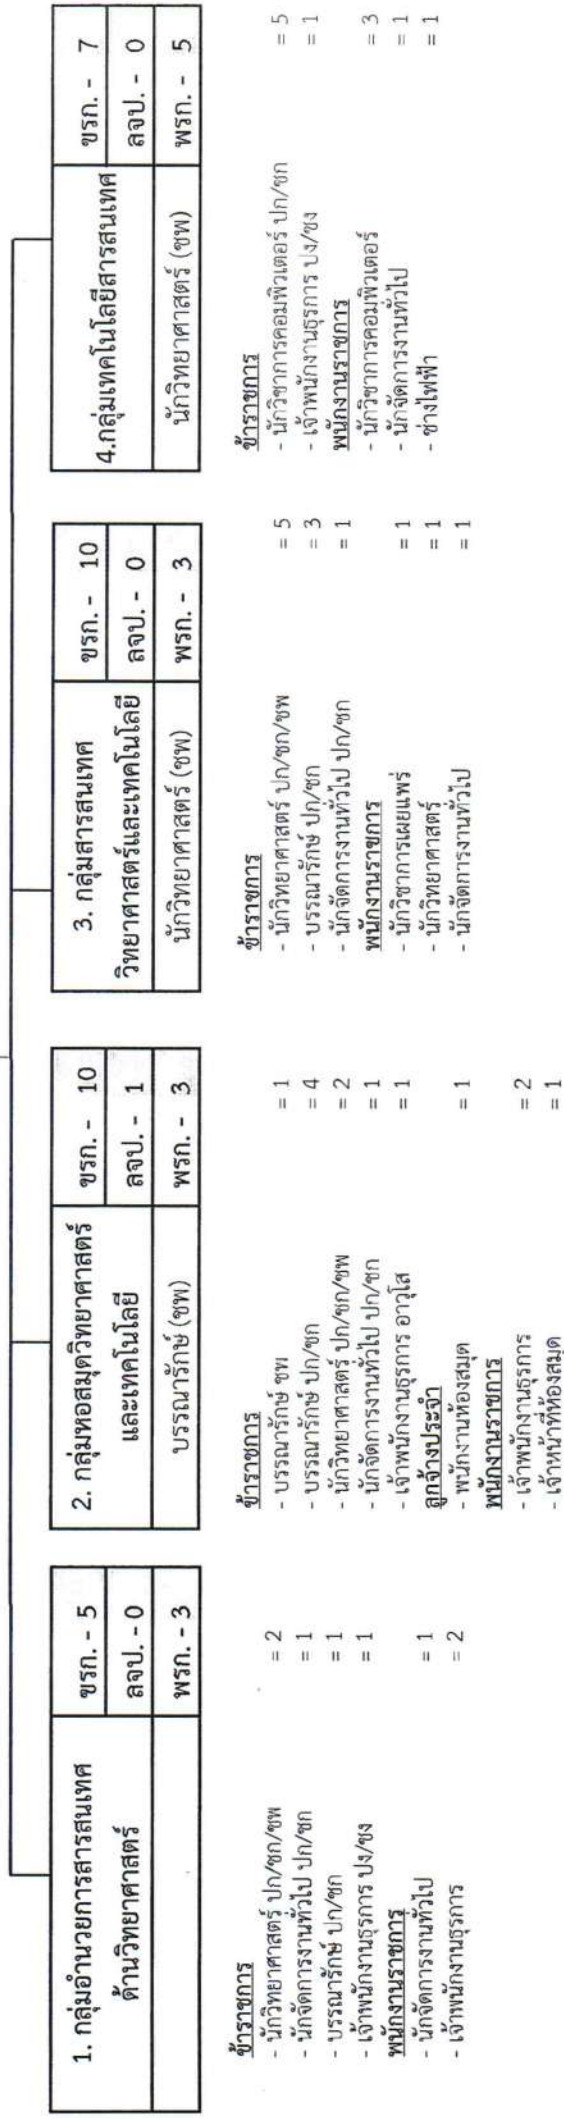 1. กลุ่มอำนวยการสารสนเทศ
ด้านวิทยาศาสตร์
ขรก. - 5
ลจป. - 0
พรก. - 3
ข้าราชการ
- นักวิทยาศาสตร์ ปก/ชก/ชพ = 2
- นักจัดการงานทั่วไป ปก/ชก = 1
- บรรณารักษ์ ปก/ชก = 1
- เจ้าพนักงานธุรการ ปง/ชง = 1
พนักงานราชการ
- นักจัดการงานทั่วไป = 1
- เจ้าพนักงานธุรการ = 2
2. กลุ่มหอสมุดวิทยาศาสตร์
และเทคโนโลยี
บรรณารักษ์ (ชพ)
ขรก. - 10
ลจป. - 1
พรก. - 3
ข้าราชการ
- บรรณารักษ์ ชพ = 1
- บรรณารักษ์ ปก/ชก = 4
- นักวิทยาศาสตร์ ปก/ชก/ชพ = 2
- นักจัดการงานทั่วไป ปก/ชก = 1
- เจ้าพนักงานธุรการ อาวุโส = 1
ลูกจ้างประจำ
- พนักงานห้องสมุด = 1
พนักงานราชการ
- เจ้าพนักงานธุรการ = 2
- เจ้าหน้าที่ห้องสมุด = 1
3. กลุ่มสารสนเทศ
วิทยาศาสตร์และเทคโนโลยี
นักวิทยาศาสตร์ (ชพ)
ขรก. - 10
ลจป. - 0
พรก. - 3
ข้าราชการ
- นักวิทยาศาสตร์ ปก/ชก/ชพ = 5
- บรรณารักษ์ ปก/ชก = 3
- นักจัดการงานทั่วไป ปก/ชก = 1
พนักงานราชการ
- นักวิชาการเผยแพร่ = 1
- นักวิทยาศาสตร์ = 1
- นักจัดการงานทั่วไป = 1
4.กลุ่มเทคโนโลยีสารสนเทศ
นักวิทยาศาสตร์ (ชพ)
ขรก. - 7
ลจป. - 0
พรก. - 5
ข้าราชการ
- นักวิชาการคอมพิวเตอร์ ปก/ชก = 5
- เจ้าพนักงานธุรการ ปง/ชง = 1
พนักงานราชการ
- นักวิชาการคอมพิวเตอร์ = 3
- นักจัดการงานทั่วไป = 1
- ช่างไฟฟ้า = 1